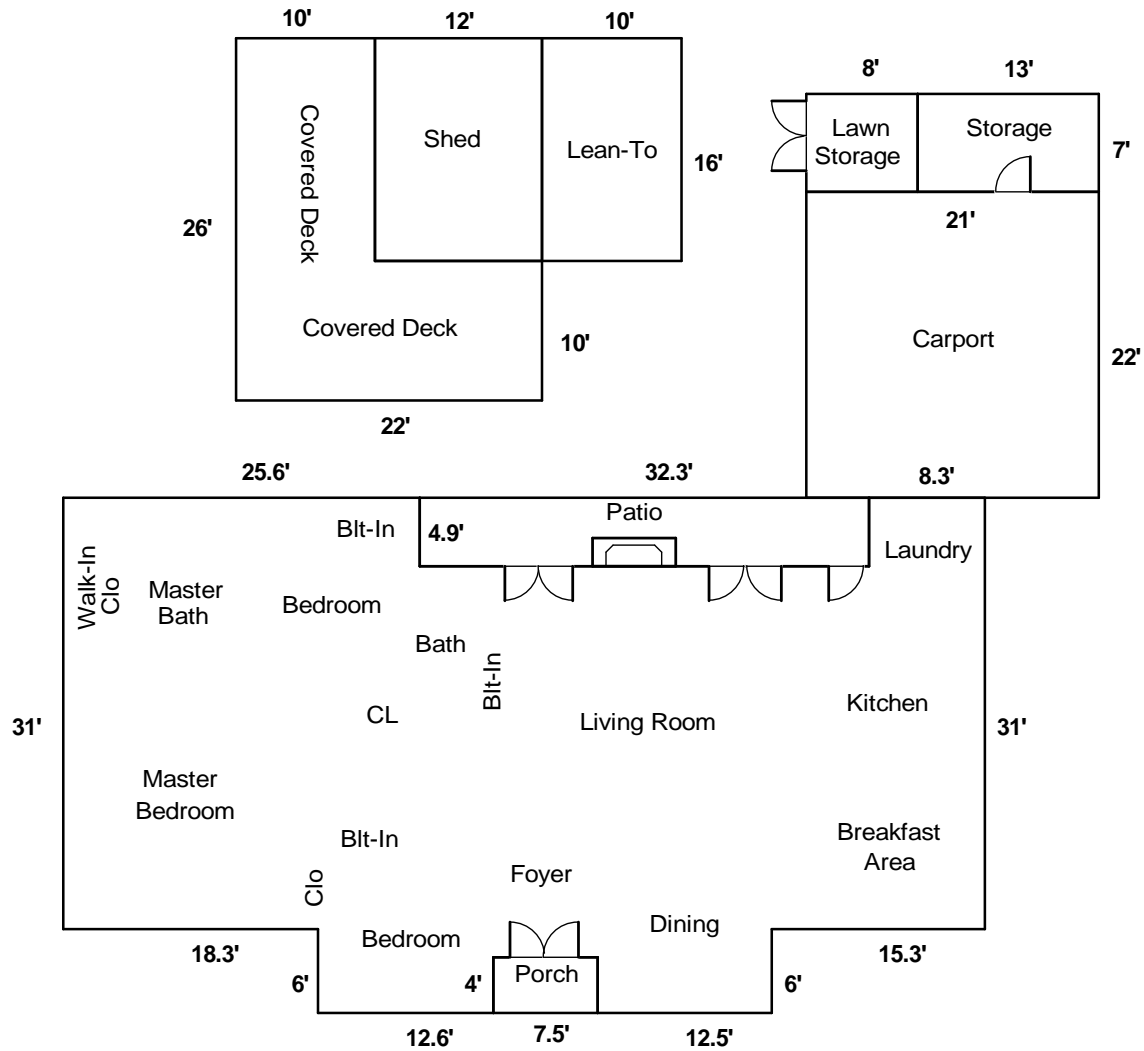 10' 12' 10'
8' 13'
Covered Deck
Shed
Lean-To
Lawn
Storage
Storage
7'
16'
26'
21'
Covered Deck
10'
Carport
22'
22'
25.6' 32.3' 8.3'
Blt-In
4.9'
Patio
Laundry
Walk-In
Clo
Master
Bath
Bedroom
Bath
Blt-In
CL
Living Room
Kitchen
31'
31'
Master
Bedroom
Blt-In
Breakfast
Area
Clo
Foyer
Bedroom
Dining
18.3'
15.3'
6'
4'
Porch
6'
12.6' 7.5' 12.5'